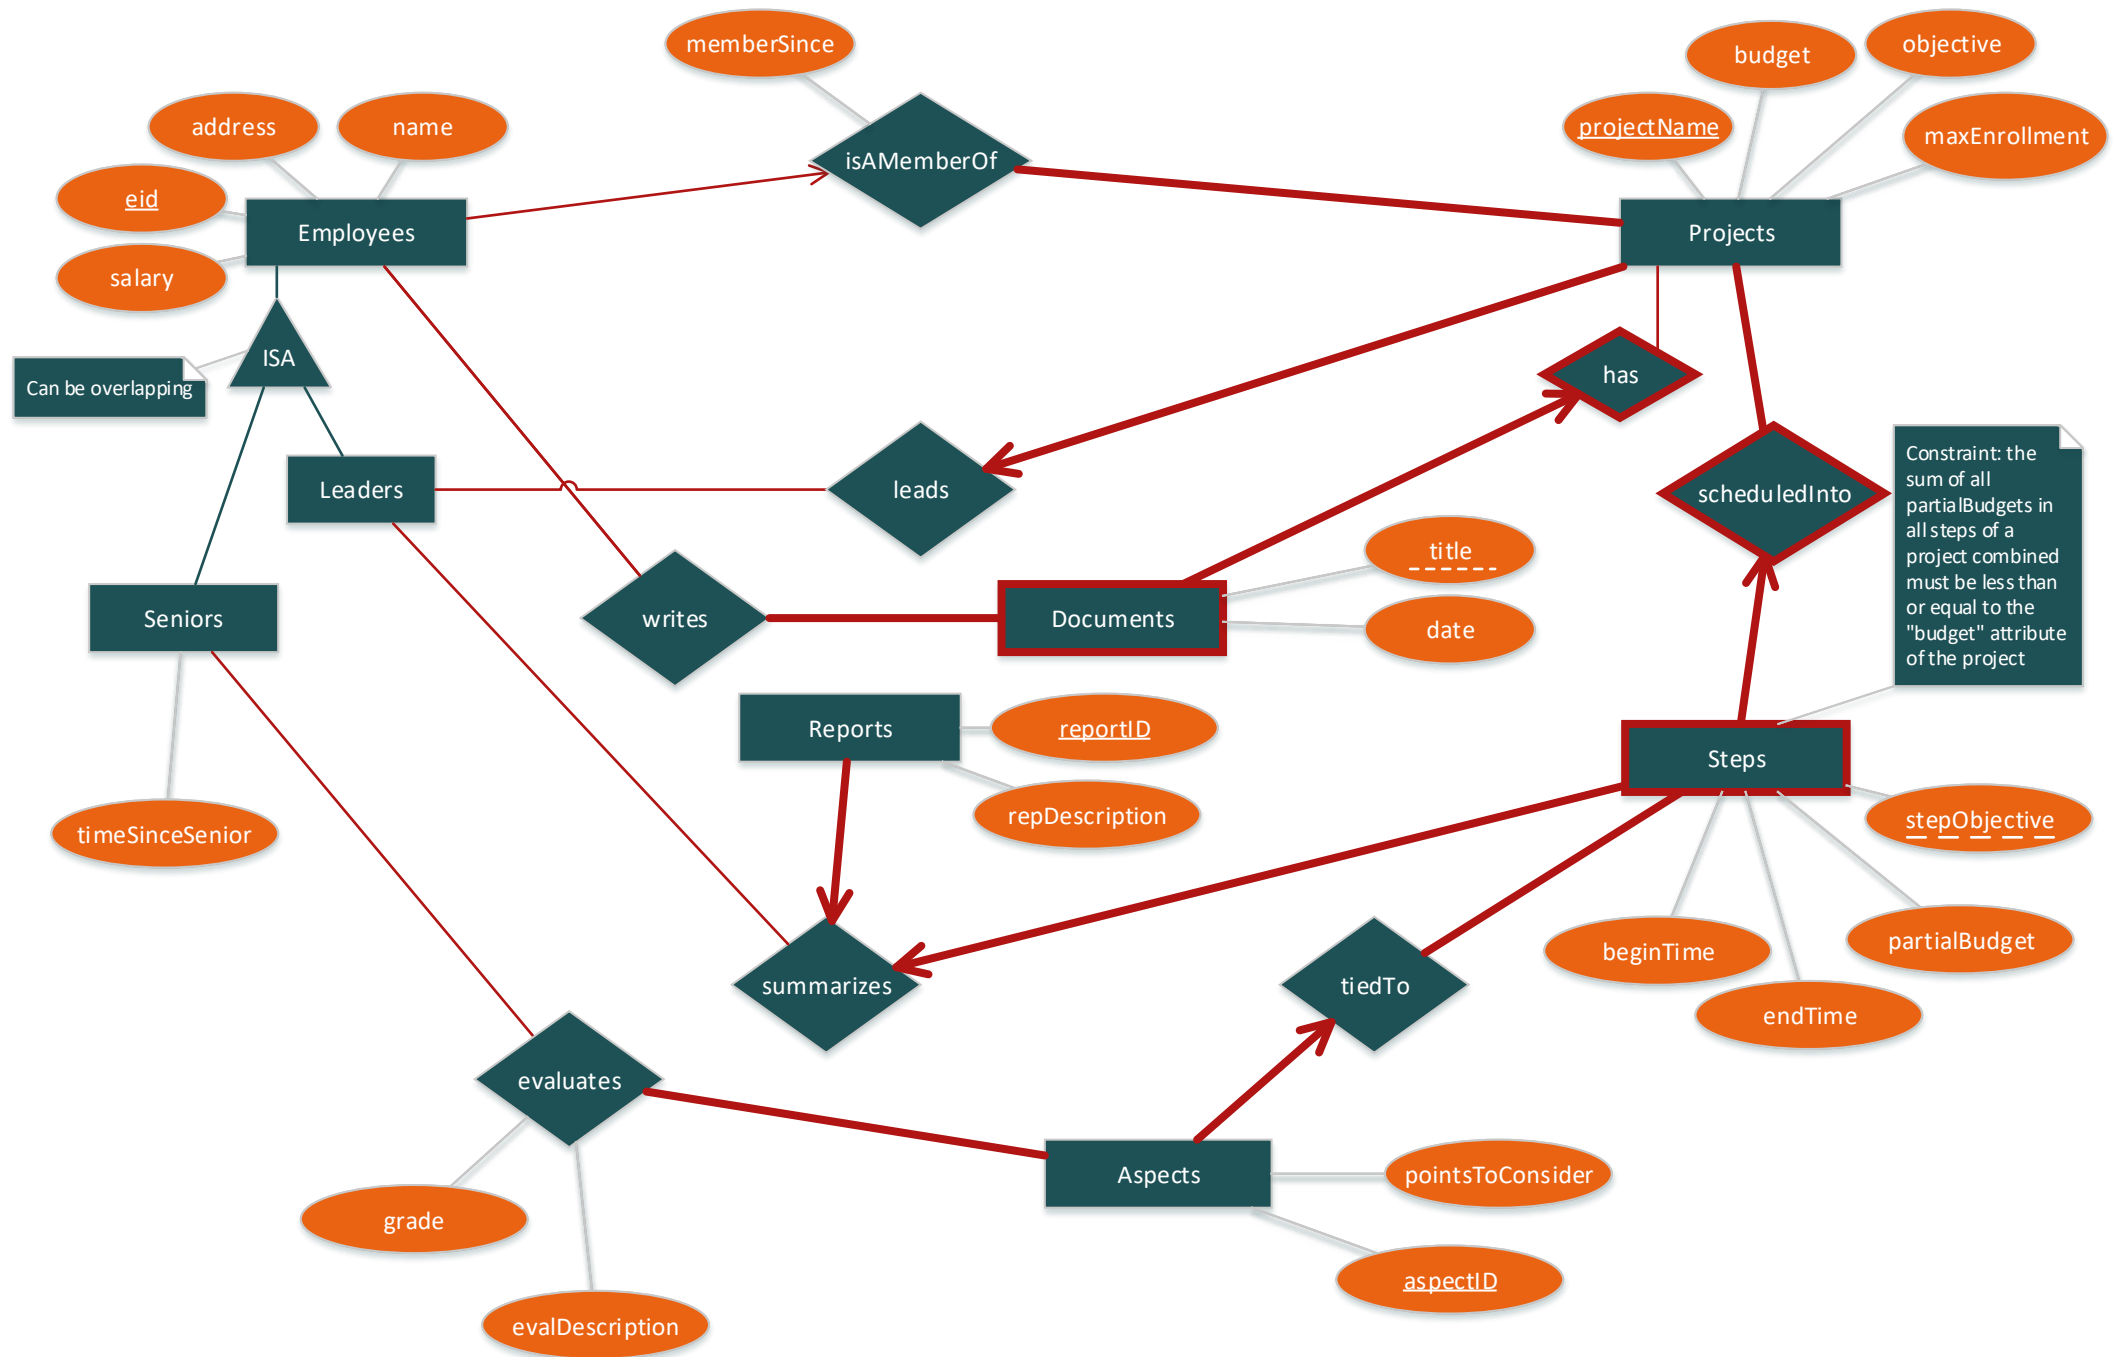 memberSince
budget
objective
address
name
projectName
maxEnrollment
isAMemberOf
eid
Employees
Projects
salary
ISA
Can be overlapping
has
Leaders
leads
scheduledInto
Constraint: the
sum of all
partialBudgets in
all steps of a
project combined
must be less than
or equal to the
"budget" attribute
of the project
title
Seniors
writes
Documents
date
Reports
reportID
Steps
repDescription
stepObjective
timeSinceSenior
partialBudget
beginTime
summarizes
tiedTo
endTime
evaluates
Aspects
pointsToConsider
grade
aspectID
evalDescription